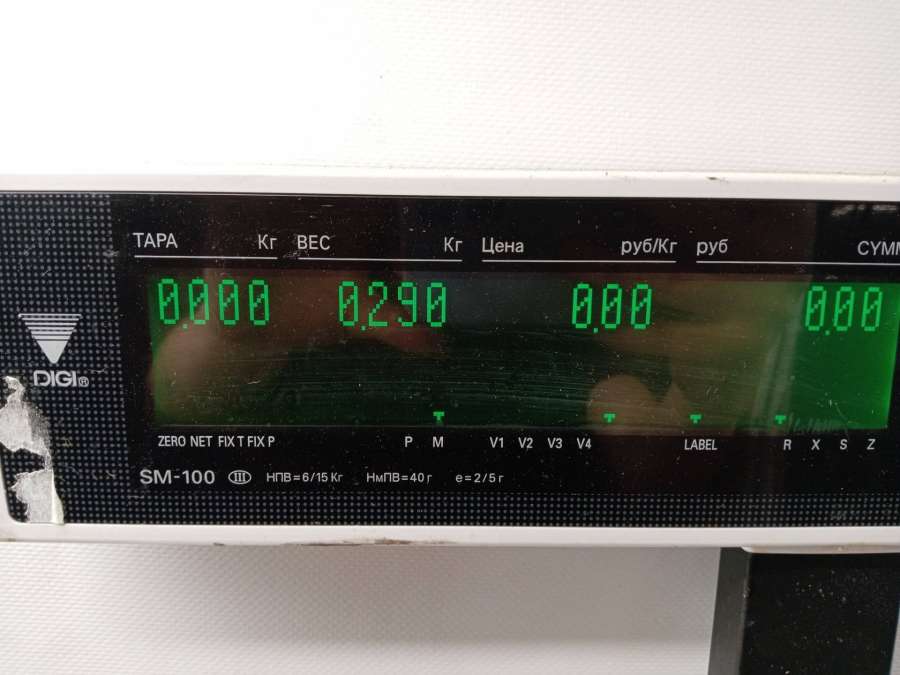 ТАРА Кг ВЕС Кг Цена руб/Кг руб СУММ
0.000 0.290 0.00 0.00
DIGI®
ZERO NET FIX T FIX P P M V1 V2 V3 V4 LABEL R X S Z
SM-100 III НПВ=6/15 Кг НмПВ=40 г e=2/5 г